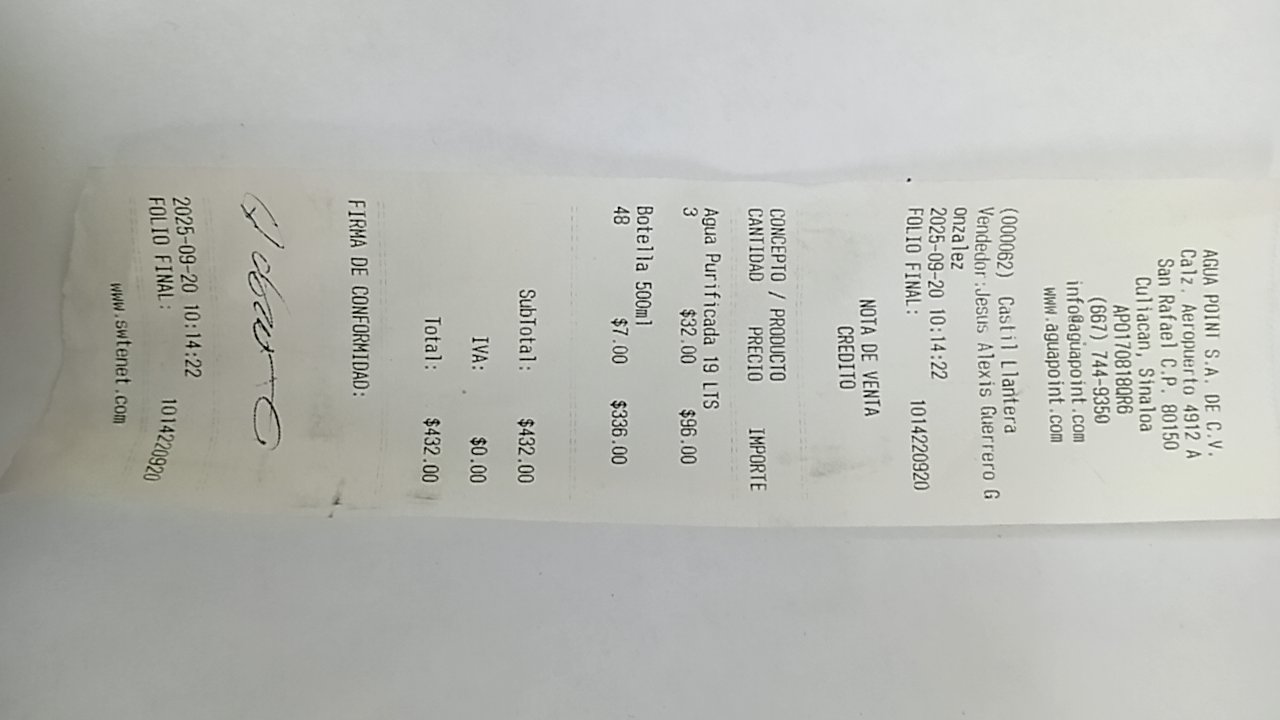 AGUA POINT S.A. DE C.V.
Calz. Aeropuerto 4912 A
San Rafael C.P. 80150
Culiacan, Sinaloa
APO170818QR6
(667) 744-9350
info@aguapoint.com
www.aguapoint.com
(000062) Castil Llantera
Vendedor:Jesus Alexis Guerrero G
onzalez
2025-09-20 10:14:22
FOLIO FINAL: 1014220920
NOTA DE VENTA
CREDITO
CONCEPTO / PRODUCTO
CANTIDAD PRECIO IMPORTE
Agua Purificada 19 LTS
3 $32.00 $96.00
Botella 500ml
48 $7.00 $336.00
SubTotal: $432.00
IVA: $0.00
Total: $432.00
FIRMA DE CONFORMIDAD:
2025-09-20 10:14:22
FOLIO FINAL: 1014220920
www.swtenet.com